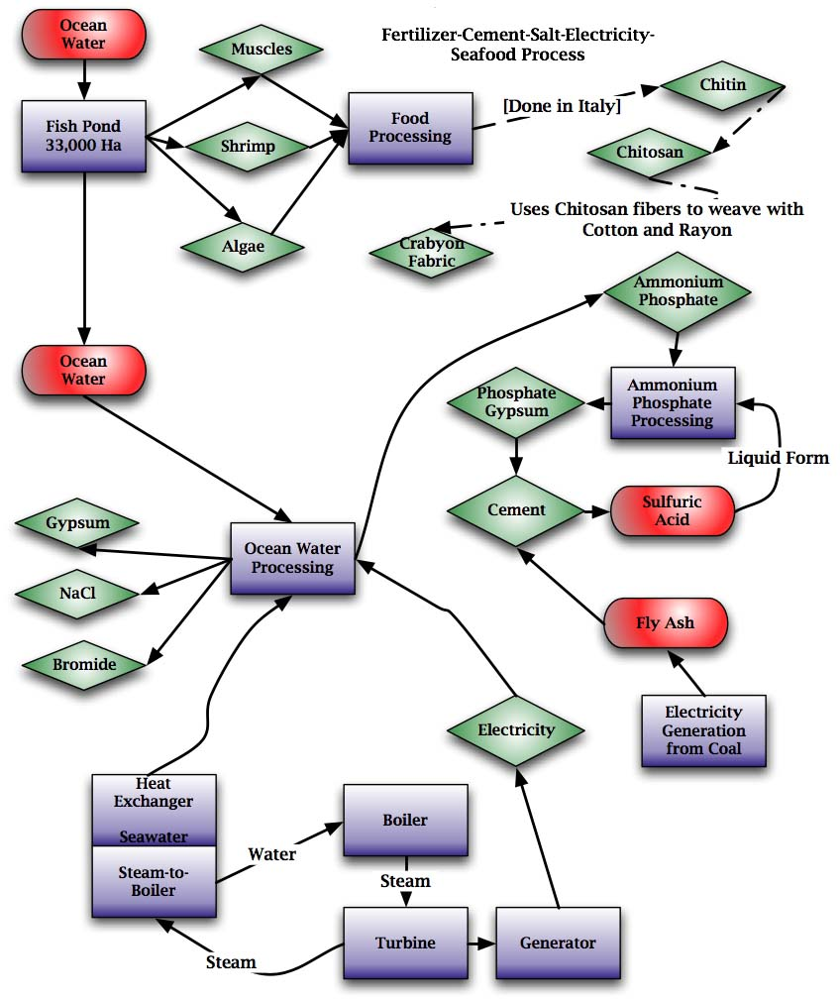 Fertilizer-Cement-Salt-Electricity-
Seafood Process
Ocean
Water
Muscles
Fish Pond
33,000 Ha
Shrimp
Algae
Food
Processing
[Done in Italy]
Chitin
Chitosan
Uses Chitosan fibers to weave with
Cotton and Rayon
Crabyon
Fabric
Ammonium
Phosphate
Ocean
Water
Phosphate
Gypsum
Ammonium
Phosphate
Processing
Liquid Form
Cement
Sulfuric
Acid
Gypsum
NaCl
Bromide
Ocean Water
Processing
Fly Ash
Electricity
Generation
from Coal
Electricity
Heat
Exchanger
Seawater
Steam-to-
Boiler
Water
Boiler
Steam
Turbine
Generator
Steam